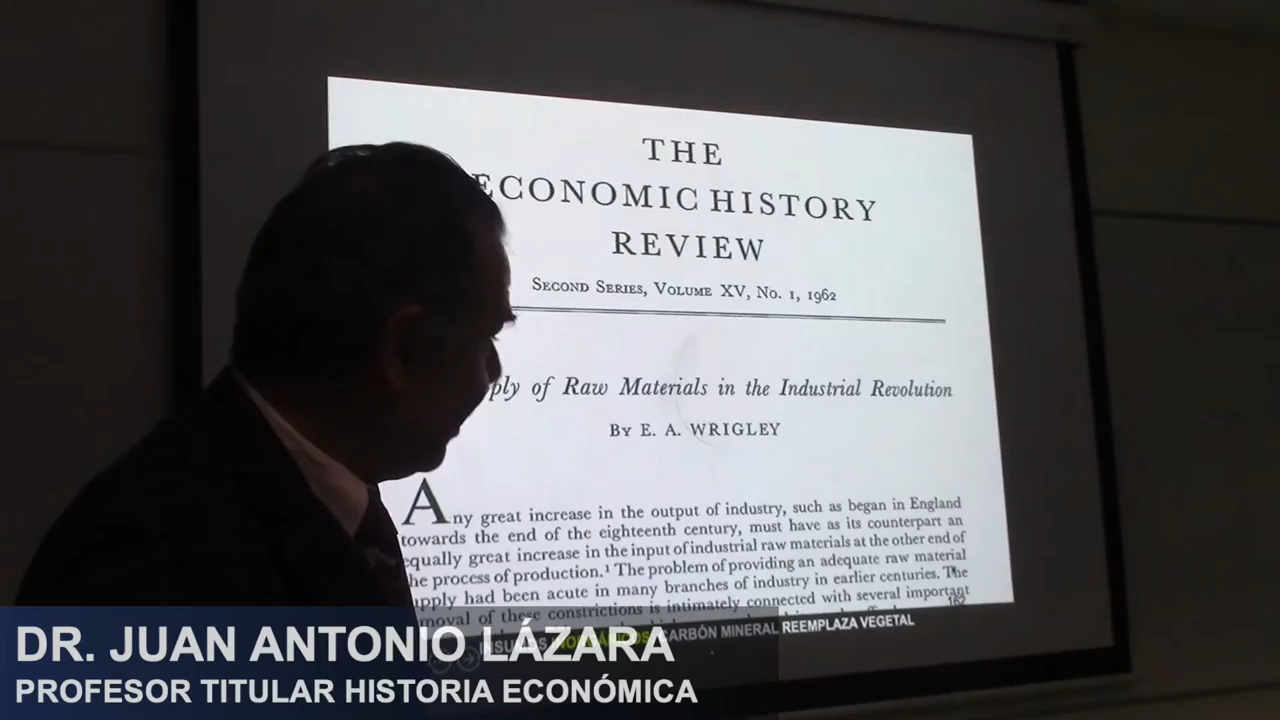 THE
ECONOMIC HISTORY
REVIEW
SECOND SERIES, VOLUME XV, No. 1, 1962
ply of Raw Materials in the Industrial Revolution
BY E. A. WRIGLEY
Any great increase in the output of industry, such as began in England
towards the end of the eighteenth century, must have as its counterpart an
equally great increase in the input of industrial raw materials at the other end of
he process of production.¹ The problem of providing an adequate raw material
upply had been acute in many branches of industry in earlier centuries. The
moval of these constrictions is intimately connected with several important
162
CARBÓN MINERAL REEMPLAZA VEGETAL
DR. JUAN ANTONIO LÁZARA
PROFESOR TITULAR HISTORIA ECONÓMICA